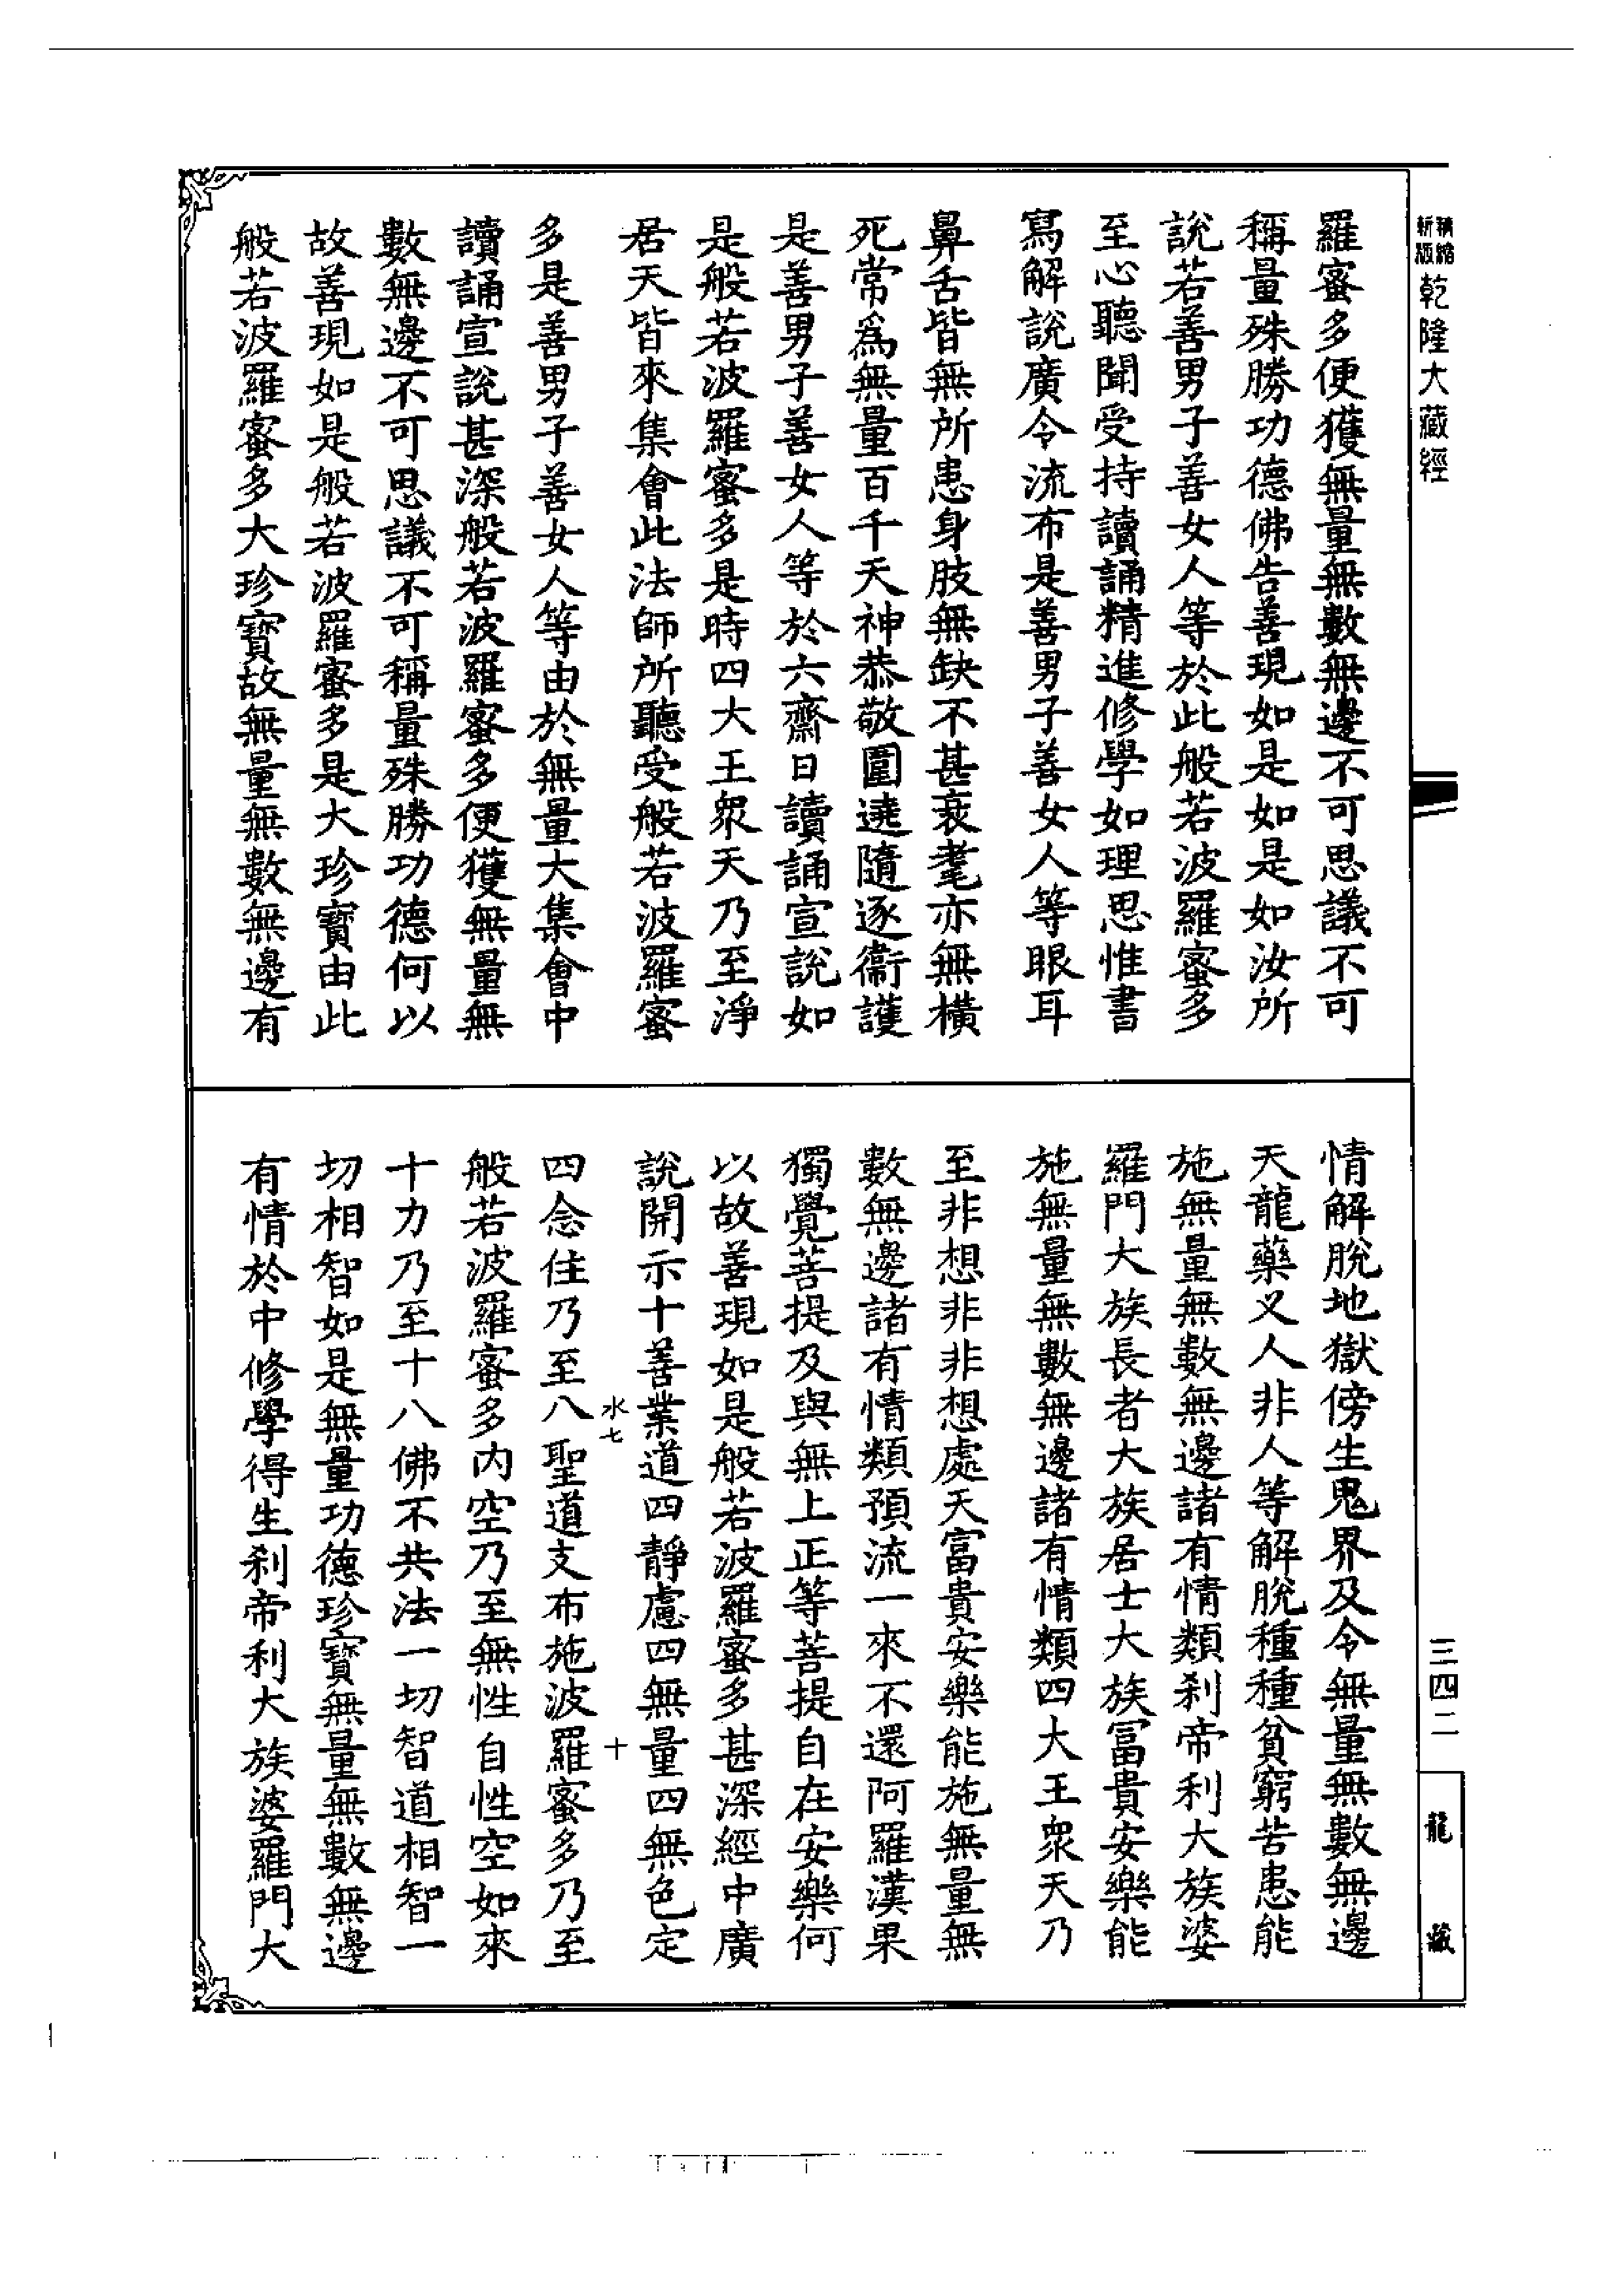 精縮新版乾隆大藏經
羅蜜多便獲無量無數無邊不可思議不可
稱量殊勝功德佛告善現如是如是如汝所
說若善男子善女人等於此般若波羅蜜多
至心聽聞受持讀誦精進修學如理思惟書
寫解說廣令流布是善男子善女人等眼耳
鼻舌皆無所患身肢無缺不甚衰耄亦無橫
死常爲無量百千天神恭敬圍遶隨逐衞護
是善男子善女人等於六齋日讀誦宣說如
是般若波羅蜜多是時四大王眾天乃至淨
居天皆來集會此法師所聽受般若波羅蜜
多是善男子善女人等由於無量大集會中
讀誦宣說甚深般若波羅蜜多便獲無量無
數無邊不可思議不可稱量殊勝功德何以
故善現如是般若波羅蜜多是大珍寶由此
般若波羅蜜多大珍寶故無量無數無邊有
情解脫地獄傍生鬼界及令無量無數無邊
天龍藥叉人非人等解脫種種貧窮苦患能
施無量無數無邊諸有情類剎帝利大族婆
羅門大族長者大族居士大族冨貴安樂能
施無量無數無邊諸有情類四大王眾天乃
至非想非非想處天富貴安樂能施無量無
數無邊諸有情類預流一來不還阿羅漢果
獨覺菩提及與無上正等菩提自在安樂何
以故善現如是般若波羅蜜多甚深經中廣
說開示十善業道四靜慮四無量四無色定
水七 十
四念住乃至八聖道支布施波羅蜜多乃至
般若波羅蜜多內空乃至無性自性空如來
十力乃至十八佛不共法一切智道相智一
切相智如是無量功德珍寶無量無數無邊
有情於中修學得生剎帝利大族婆羅門大
三四二
龍藏